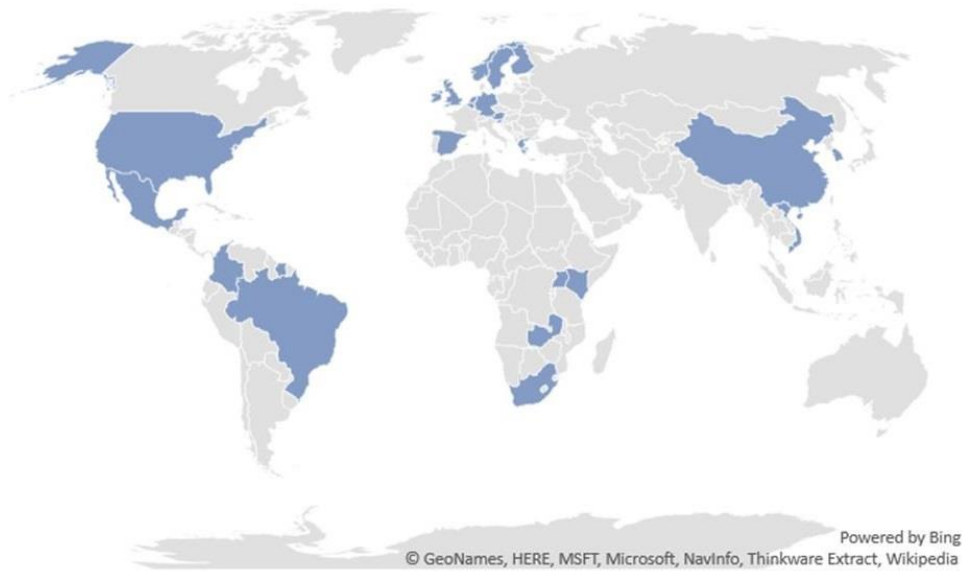 Powered by Bing
© GeoNames, HERE, MSFT, Microsoft, NavInfo, Thinkware Extract, Wikipedia